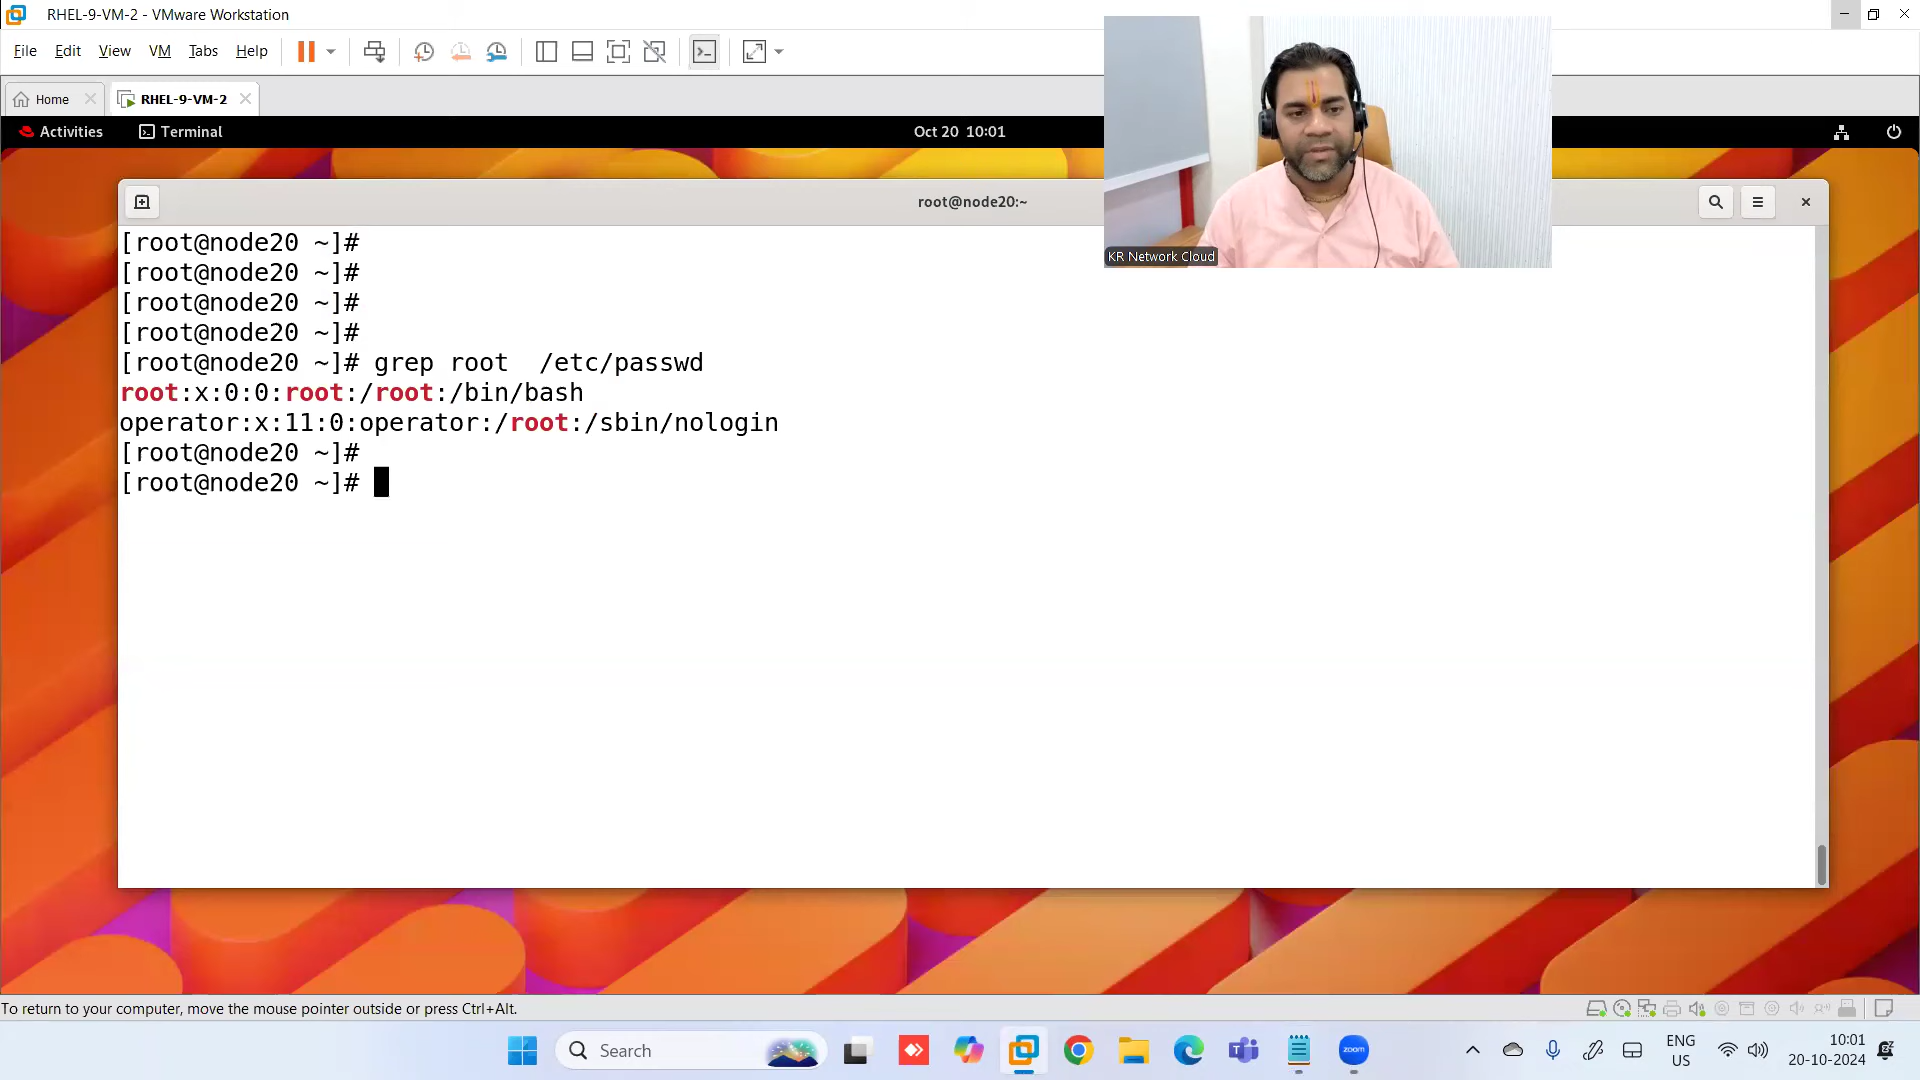 RHEL-9-VM-2 - VMware Workstation
File Edit View VM Tabs Help
Home RHEL-9-VM-2
Activities Terminal Oct 20 10:01
root@node20:~
KR Network Cloud
[root@node20 ~]#
[root@node20 ~]#
[root@node20 ~]#
[root@node20 ~]#
[root@node20 ~]# grep root  /etc/passwd
root:x:0:0:root:/root:/bin/bash
operator:x:11:0:operator:/root:/sbin/nologin
[root@node20 ~]#
[root@node20 ~]#
To return to your computer, move the mouse pointer outside or press Ctrl+Alt.
Search
zoom
ENG
US
10:01
20-10-2024